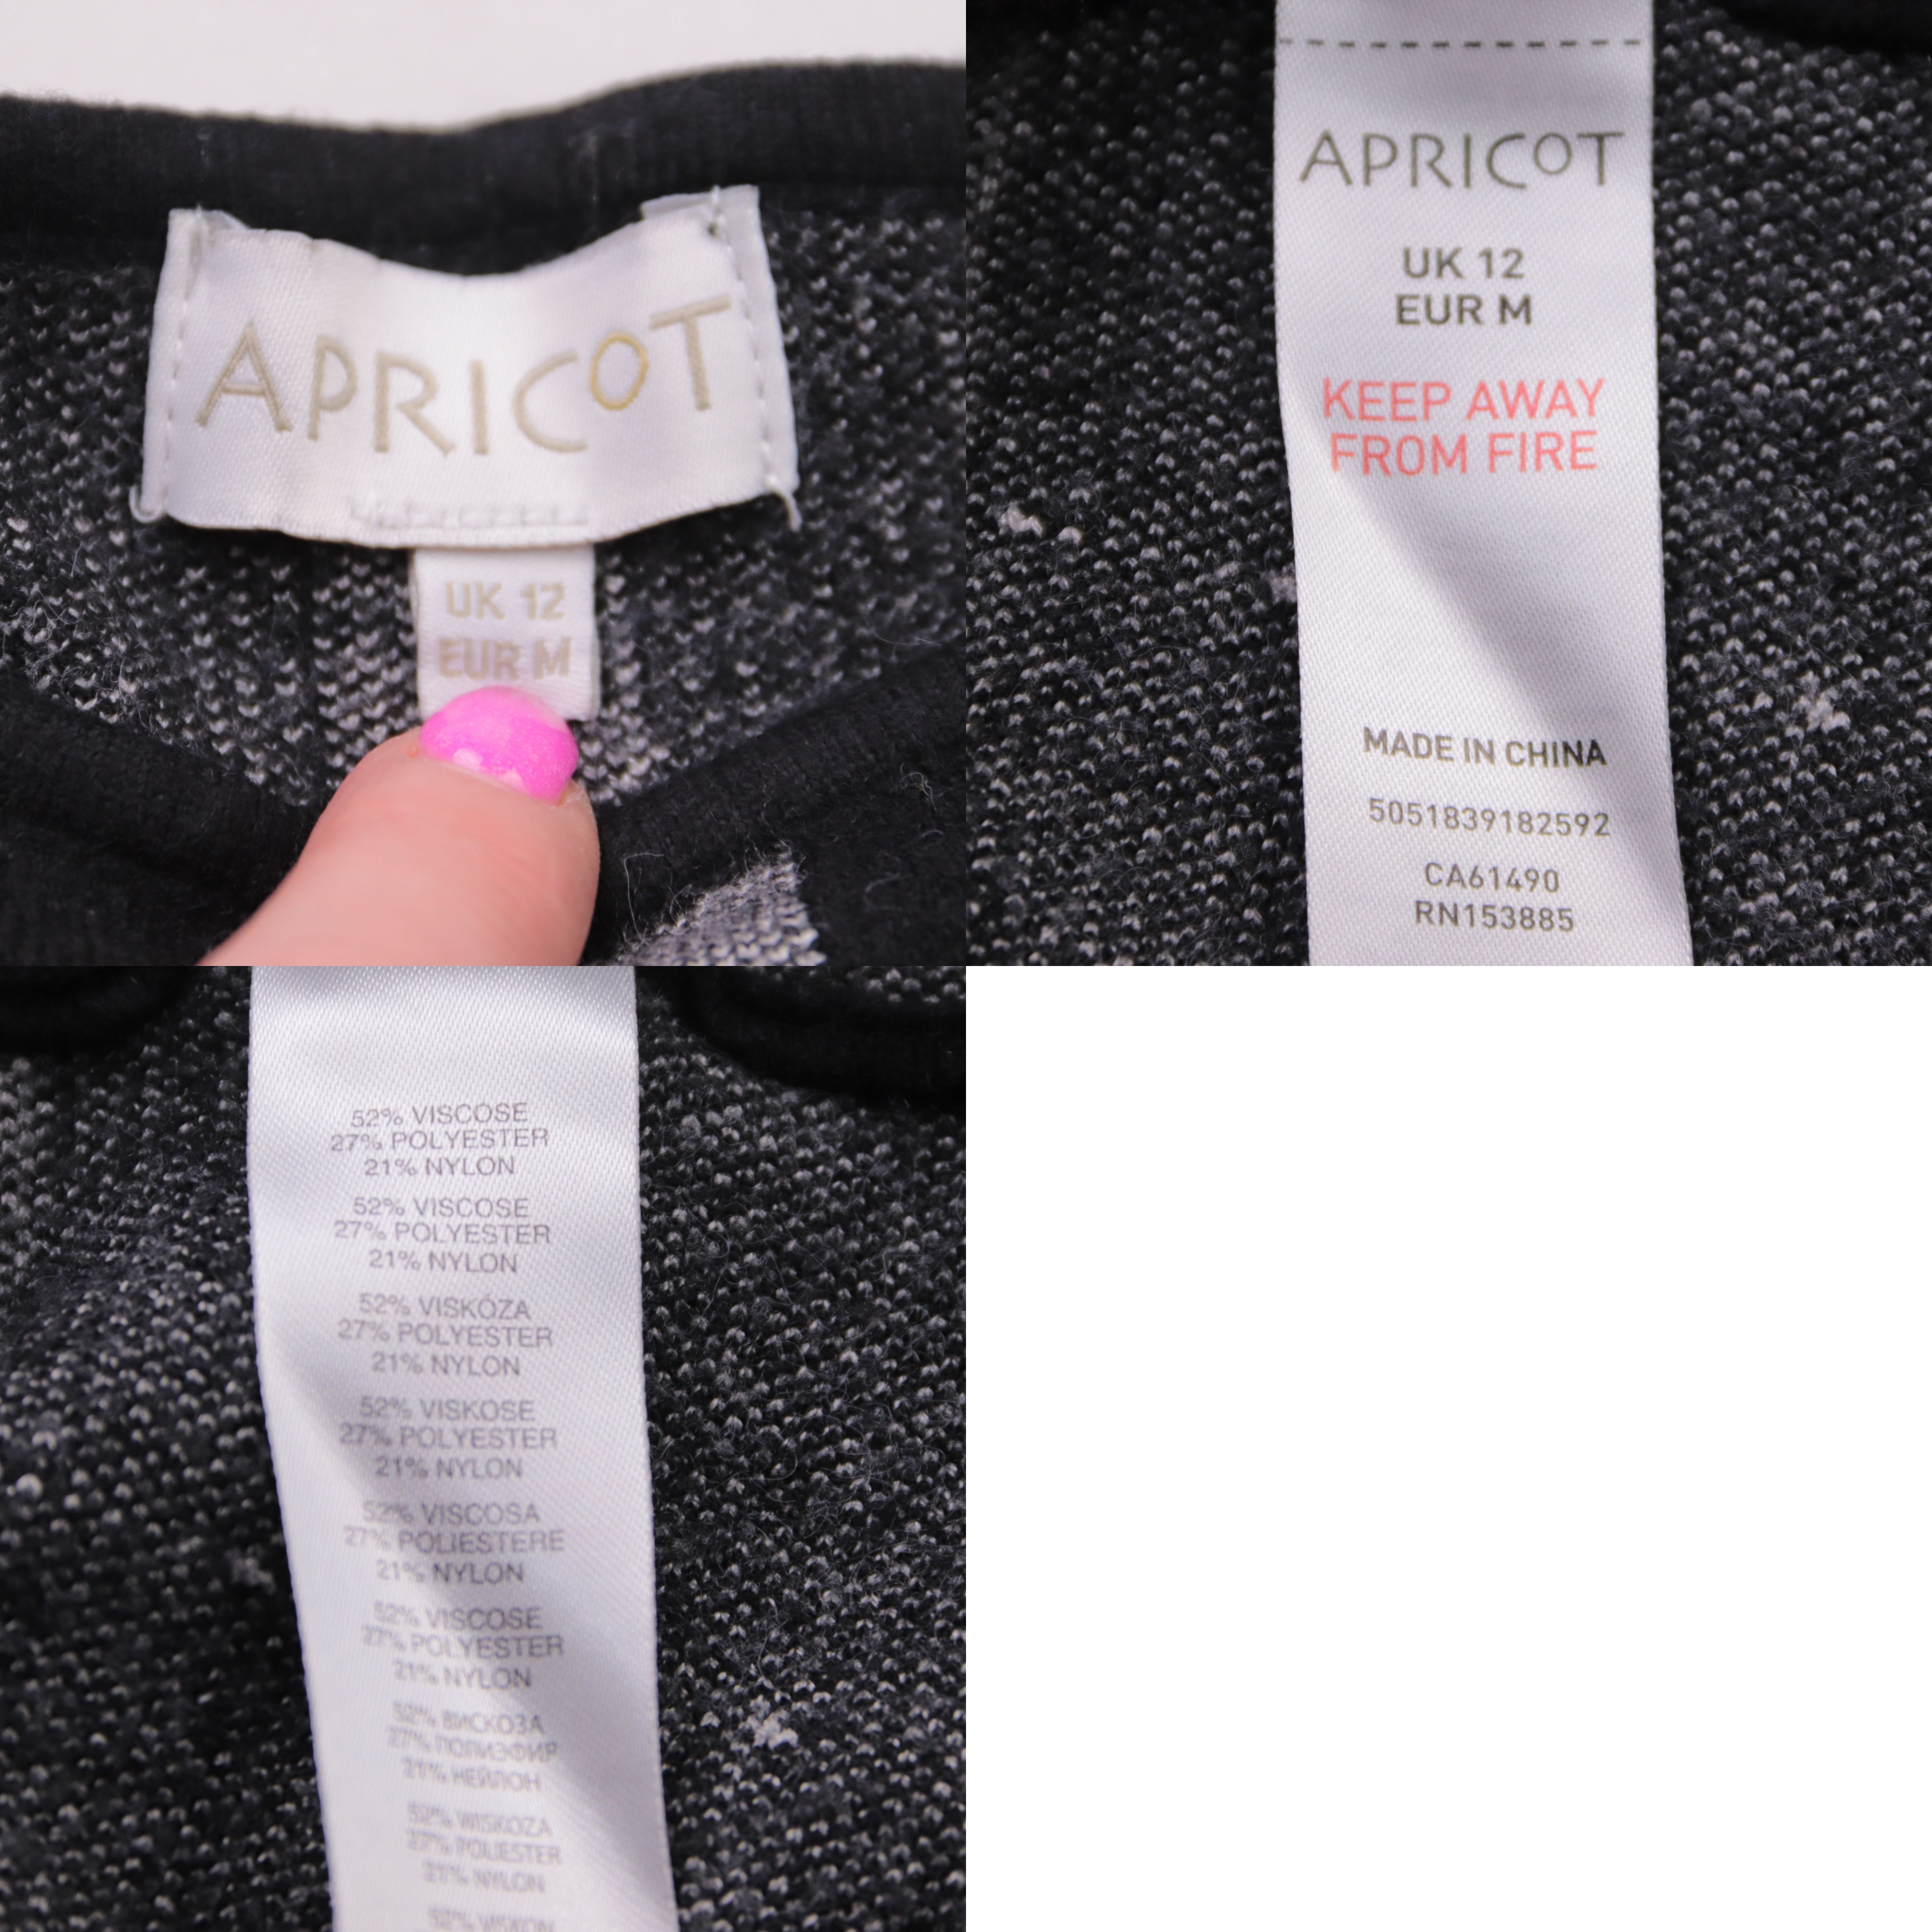 APRICOT
UK 12
EUR M
APRICOT
UK 12
EUR M
KEEP AWAY
FROM FIRE
MADE IN CHINA
5051839182592
CA61490
RN153885
52% VISCOSE
27% POLYESTER
21% NYLON
52% VISCOSE
27% POLYESTER
21% NYLON
52% VISKÓZA
27% POLYESTER
21% NYLON
52% VISKOSE
27% POLYESTER
21% NYLON
52% VISCOSA
27% POLIESTERE
21% NYLON
52% VISCOSE
27% POLYESTER
21% NYLON
52% ВИСКОЗА
27% ПОЛИЭФИР
21% НЕЙЛОН
52% WISKOZA
27% POLIESTER
21% NYLON
52% VISKON